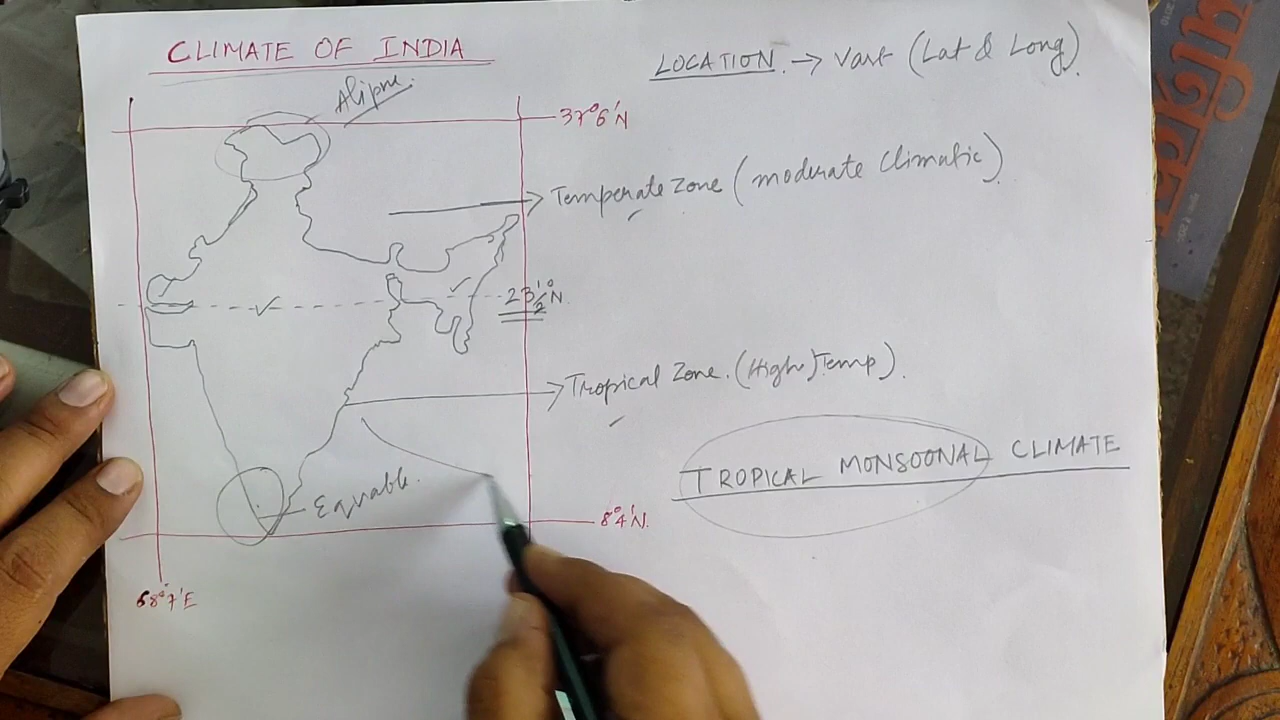 CLIMATE OF INDIA
LOCATION. → Vast (Lat & Long)
Alipne.
37°6'N
Temperate Zone (moderate Climatic)
23½°N
Tropical Zone. (High Temp).
TROPICAL MONSOONAL CLIMATE
Equable.
8°4'N.
68°7'E